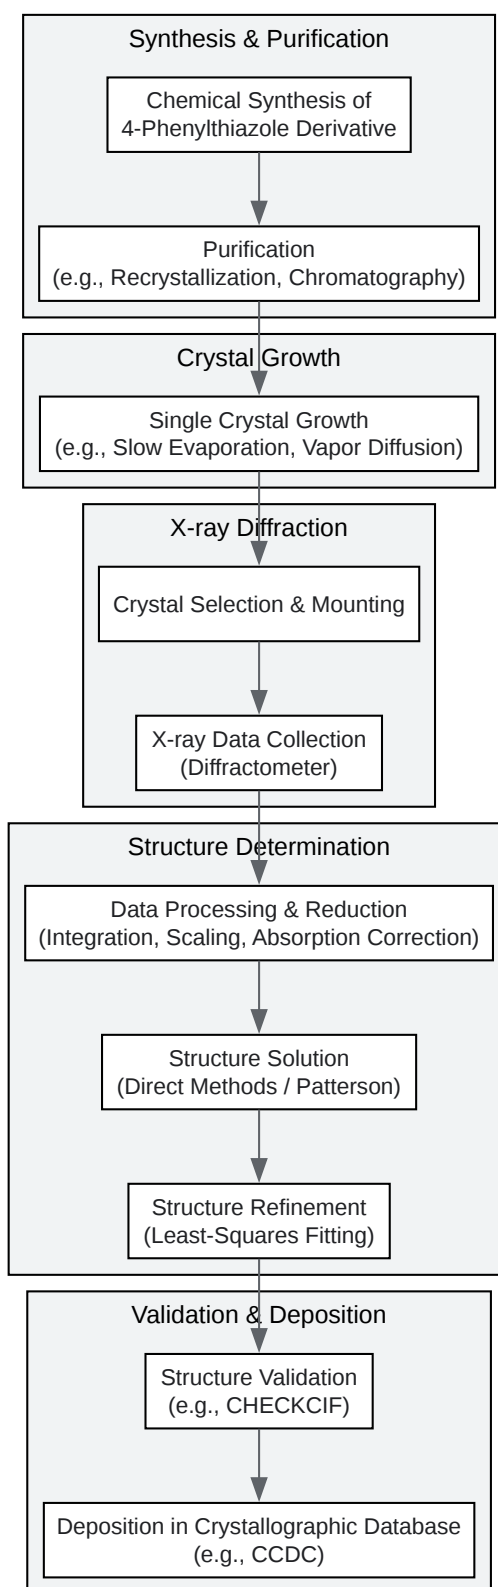 Synthesis & Purification
Chemical Synthesis of
4-Phenylthiazole Derivative
Purification
(e.g., Recrystallization, Chromatography)
Crystal Growth
Single Crystal Growth
(e.g., Slow Evaporation, Vapor Diffusion)
X-ray Diffraction
Crystal Selection & Mounting
X-ray Data Collection
(Diffractometer)
Structure Determination
Data Processing & Reduction
(Integration, Scaling, Absorption Correction)
Structure Solution
(Direct Methods / Patterson)
Structure Refinement
(Least-Squares Fitting)
Validation & Deposition
Structure Validation
(e.g., CHECKCIF)
Deposition in Crystallographic Database
(e.g., CCDC)